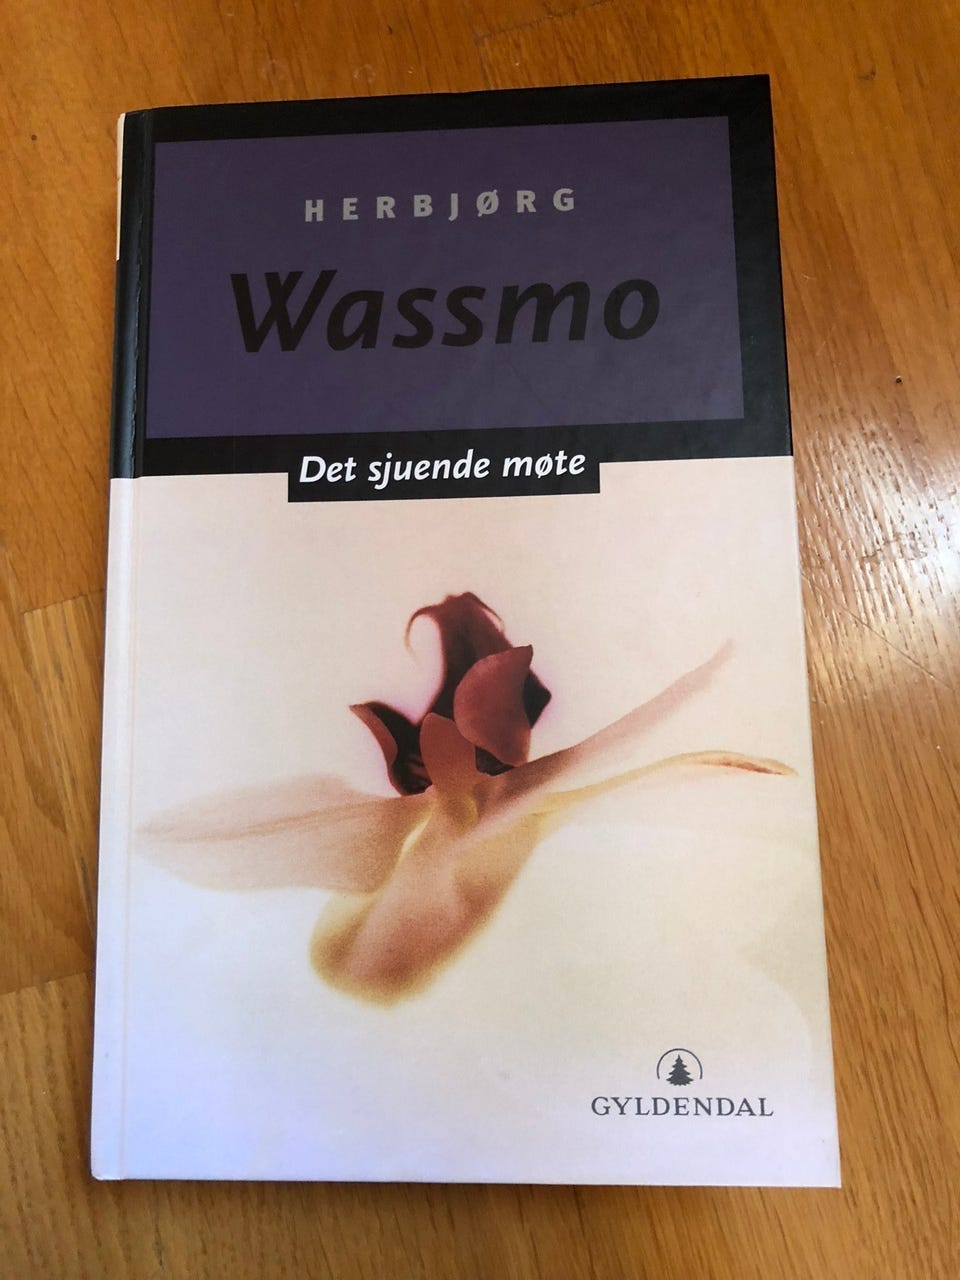 HERBJØRG
Wassmo
Det sjuende møte
GYLDENDAL